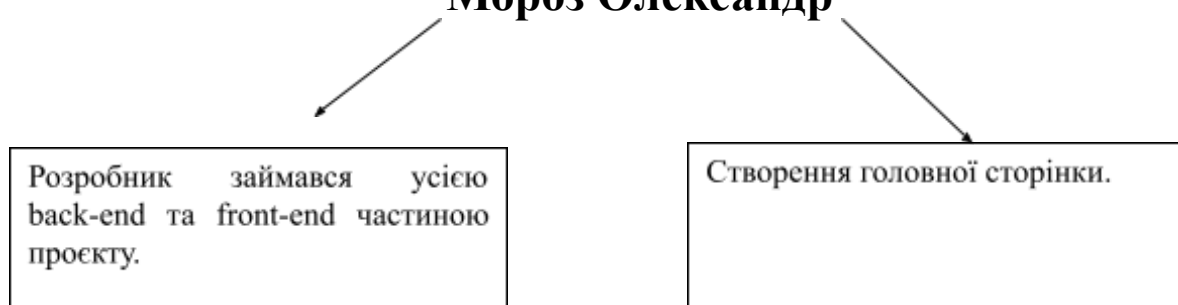 Мороз Олександр
Розробник займався усією
back-end та front-end частиною
проєкту.
Створення головної сторінки.